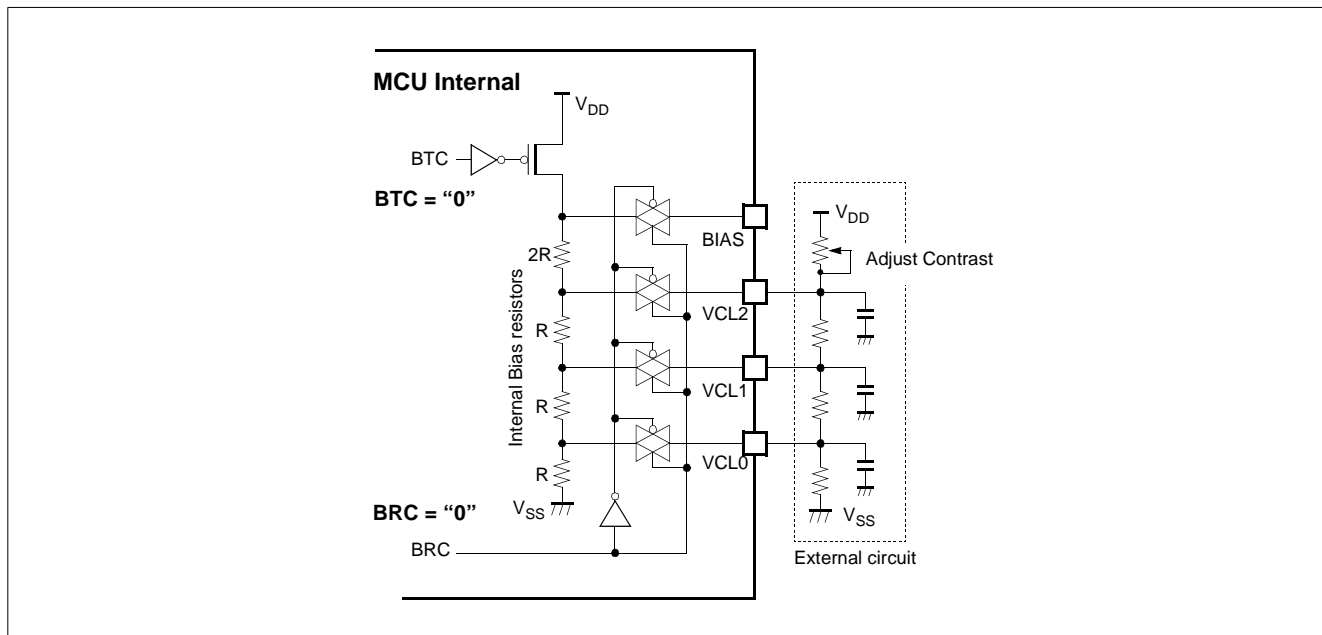 MCU Internal
VDD
BTC
BTC = “0”
BIAS
2R
VCL2
R
VCL1
R
VCL0
R
Internal Bias resistors
VSS
BRC = “0”
BRC
VDD
Adjust Contrast
VSS
External circuit